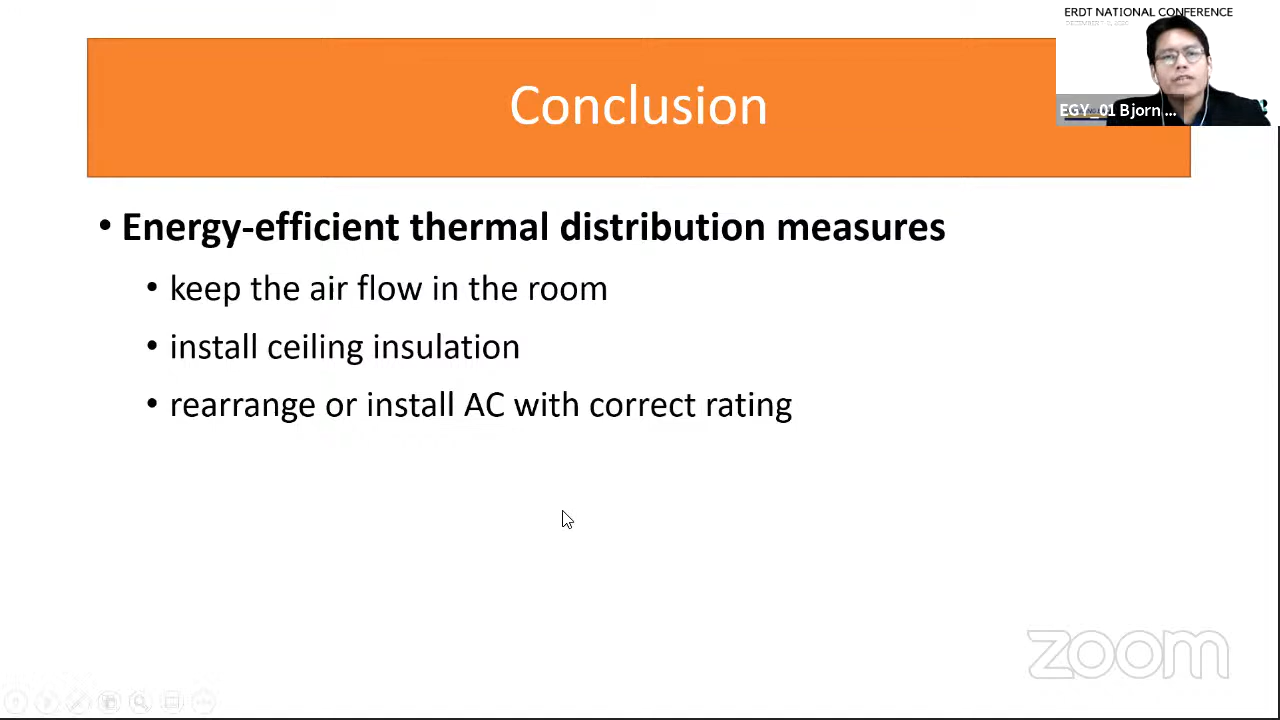 ERDT NATIONAL CONFERENCE
Conclusion
EGY_01 Bjorn ...
• Energy-efficient thermal distribution measures
• keep the air flow in the room
• install ceiling insulation
• rearrange or install AC with correct rating
zoom